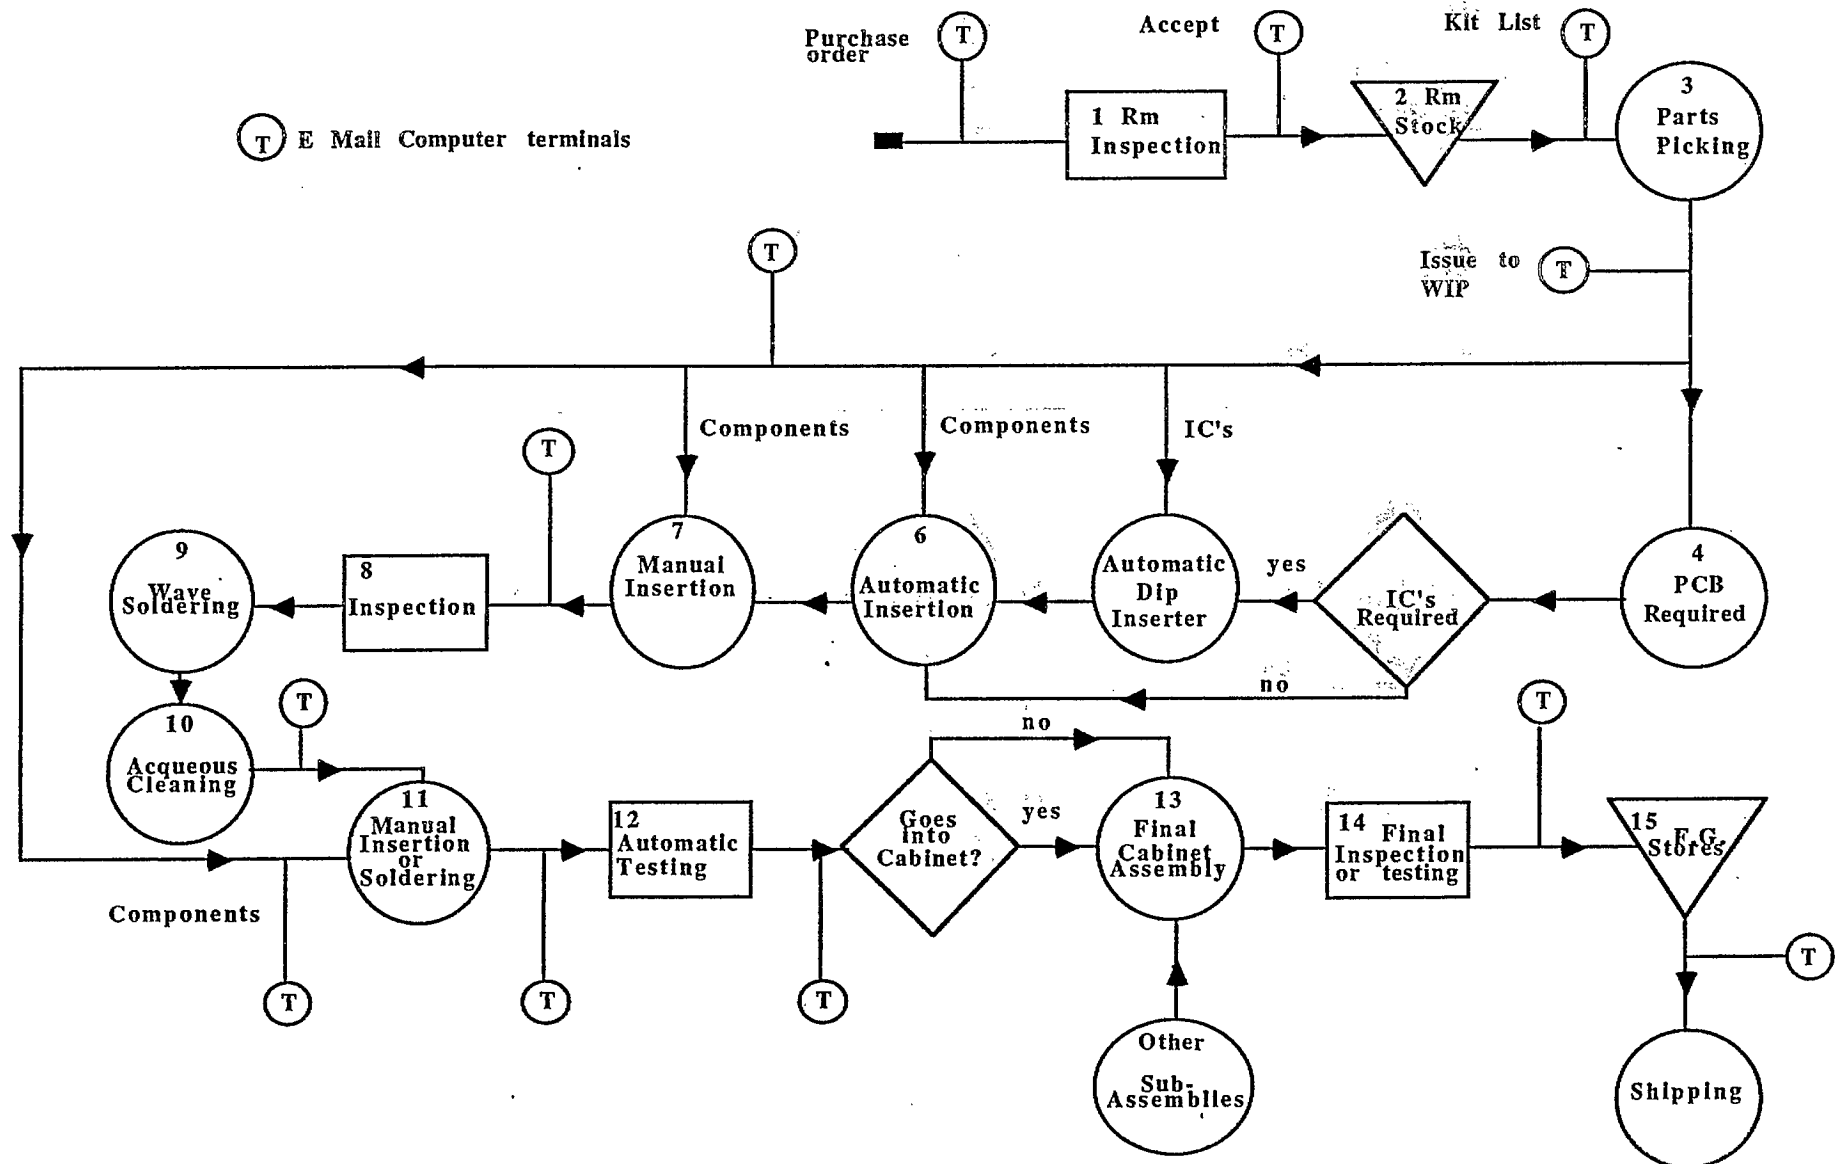 Purchase
order
T
Accept
T
Kit List
T
T E Mail Computer terminals
1 Rm
Inspection
2 Rm
Stock
3
Parts
Picking
T
Issue to
WIP
T
Components
Components
IC's
T
9
Wave
Soldering
8
Inspection
7
Manual
Insertion
6
Automatic
Insertion
Automatic
Dip
Inserter
yes
IC's
Required
4
PCB
Required
no
10
Acqueous
Cleaning
T
no
T
11
Manual
Insertion
or
Soldering
12
Automatic
Testing
Goes
into
Cabinet?
yes
13
Final
Cabinet
Assembly
14 Final
Inspection
or testing
15 F.G.
Stores
Components
T
T
T
T
Other
Sub-
Assemblies
Shipping